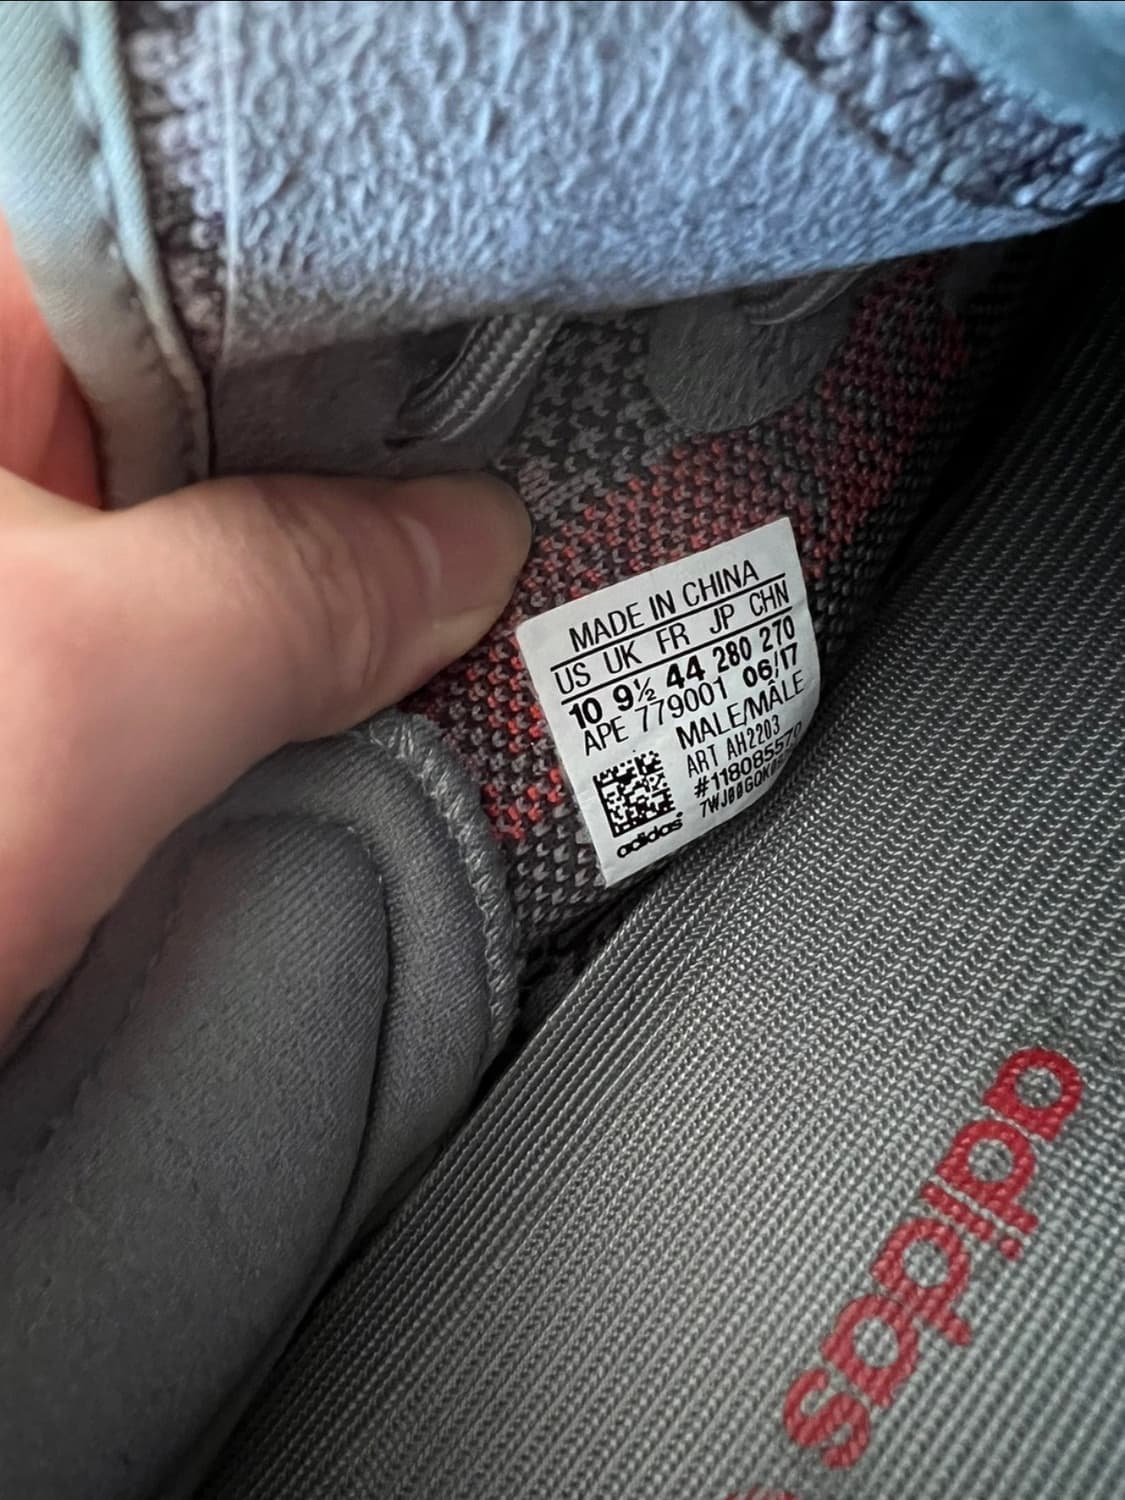 MADE IN CHINA
US UK FR JP CHN
10 9½ 44 280 270
APE 779001 06/17
MALE/MÂLE
ART AH2203
#118085570
adidas
adidas